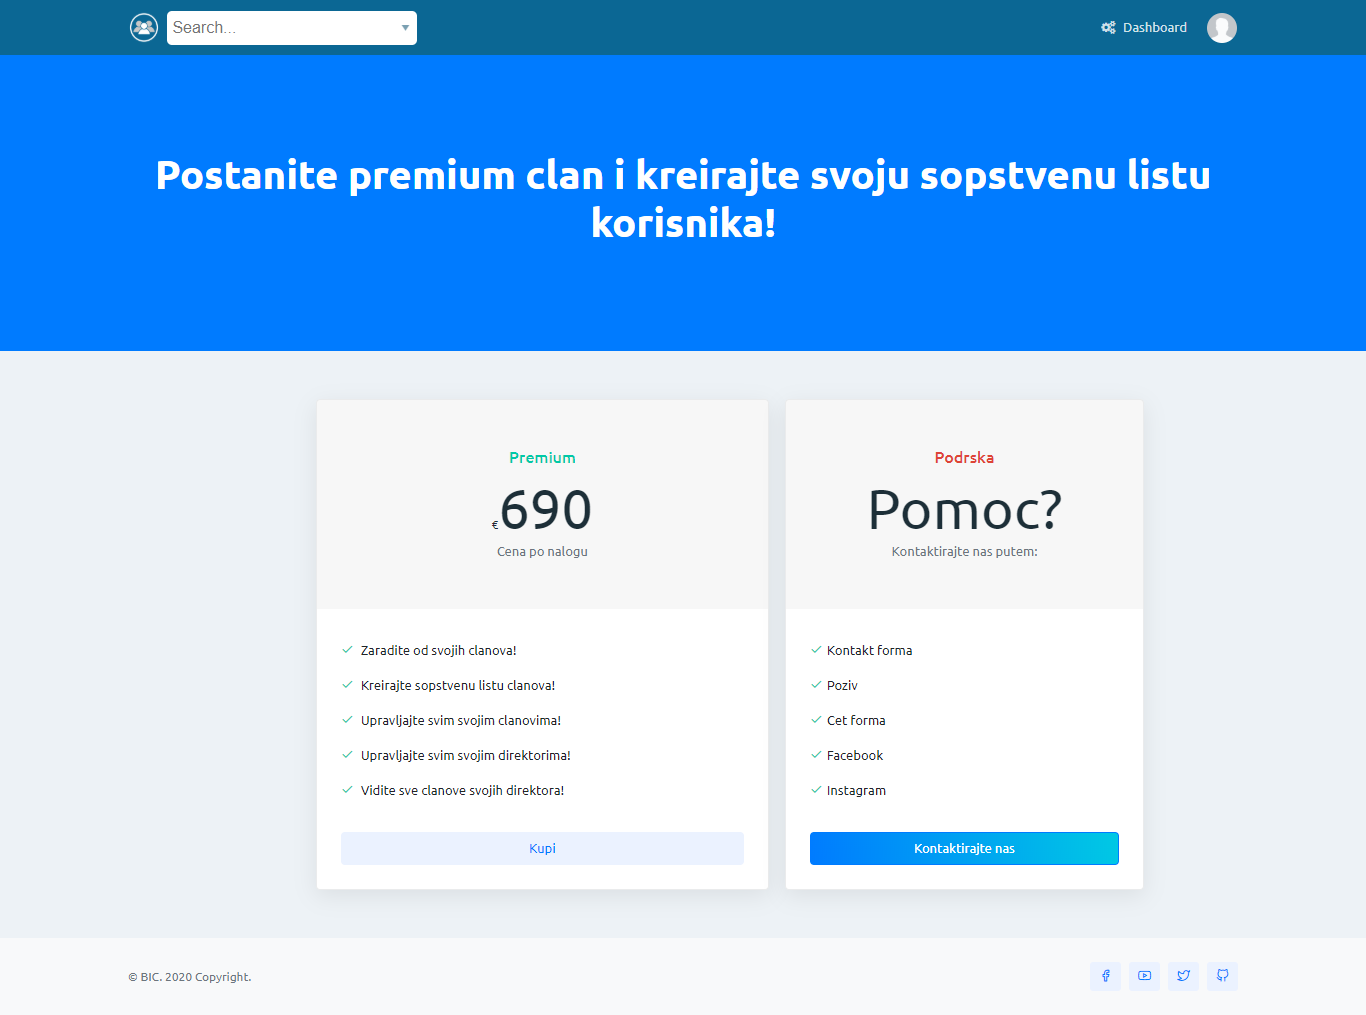 Search...
Dashboard
Postanite premium clan i kreirajte svoju sopstvenu listu
korisnika!
Premium
€690
Cena po nalogu
Zaradite od svojih clanova!
Kreirajte sopstvenu listu clanova!
Upravljajte svim svojim clanovima!
Upravljajte svim svojim direktorima!
Vidite sve clanove svojih direktora!
Kupi
Podrska
Pomoc?
Kontaktirajte nas putem:
Kontakt forma
Poziv
Cet forma
Facebook
Instagram
Kontaktirajte nas
© BIC. 2020 Copyright.